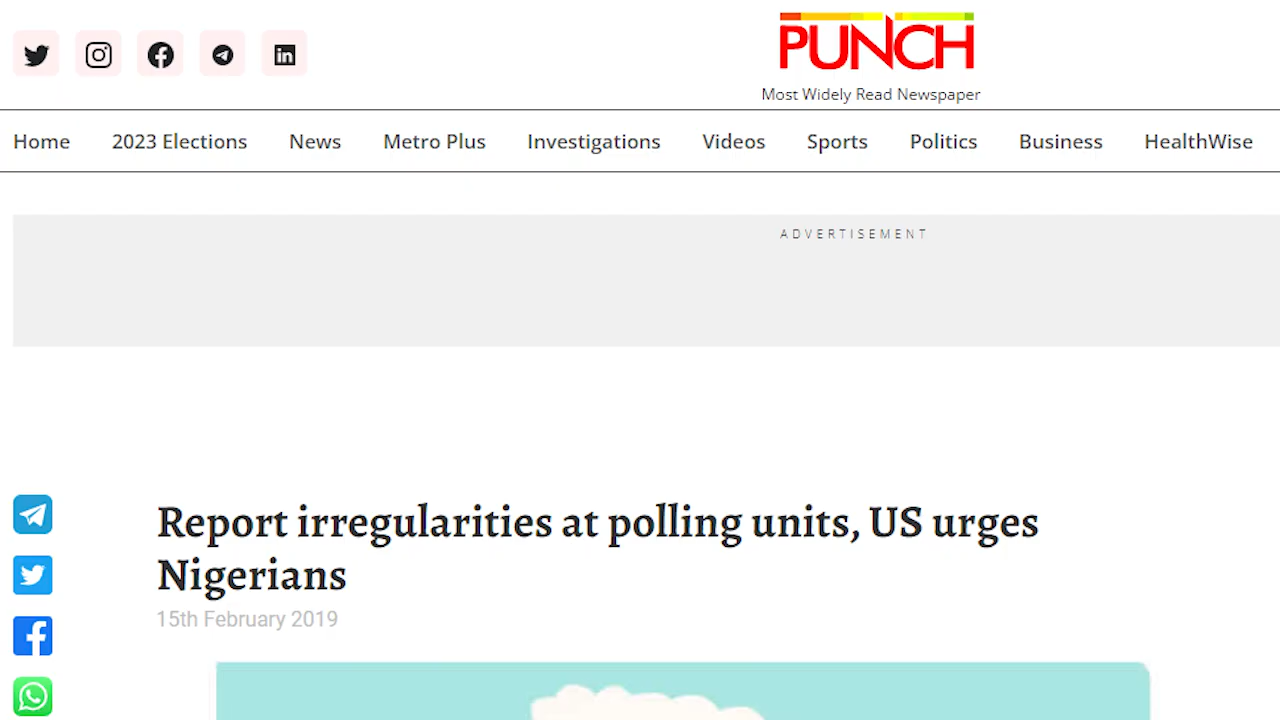 PUNCH
Most Widely Read Newspaper
Home 2023 Elections News Metro Plus Investigations Videos Sports Politics Business HealthWise
ADVERTISEMENT
Report irregularities at polling units, US urges
Nigerians
15th February 2019